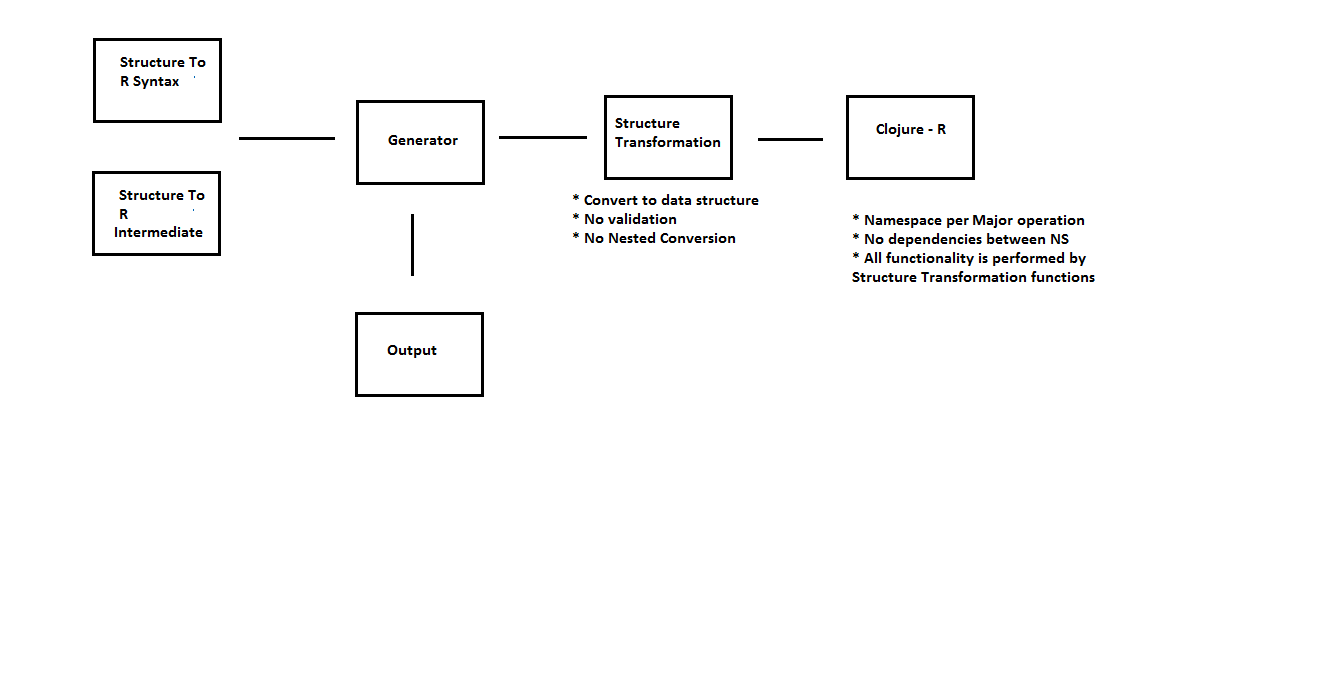 Structure To
R Syntax
Structure To
R
Intermediate
Generator
Output
Structure
Transformation
* Convert to data structure
* No validation
* No Nested Conversion
Clojure - R
* Namespace per Major operation
* No dependencies between NS
* All functionality is performed by
Structure Transformation functions